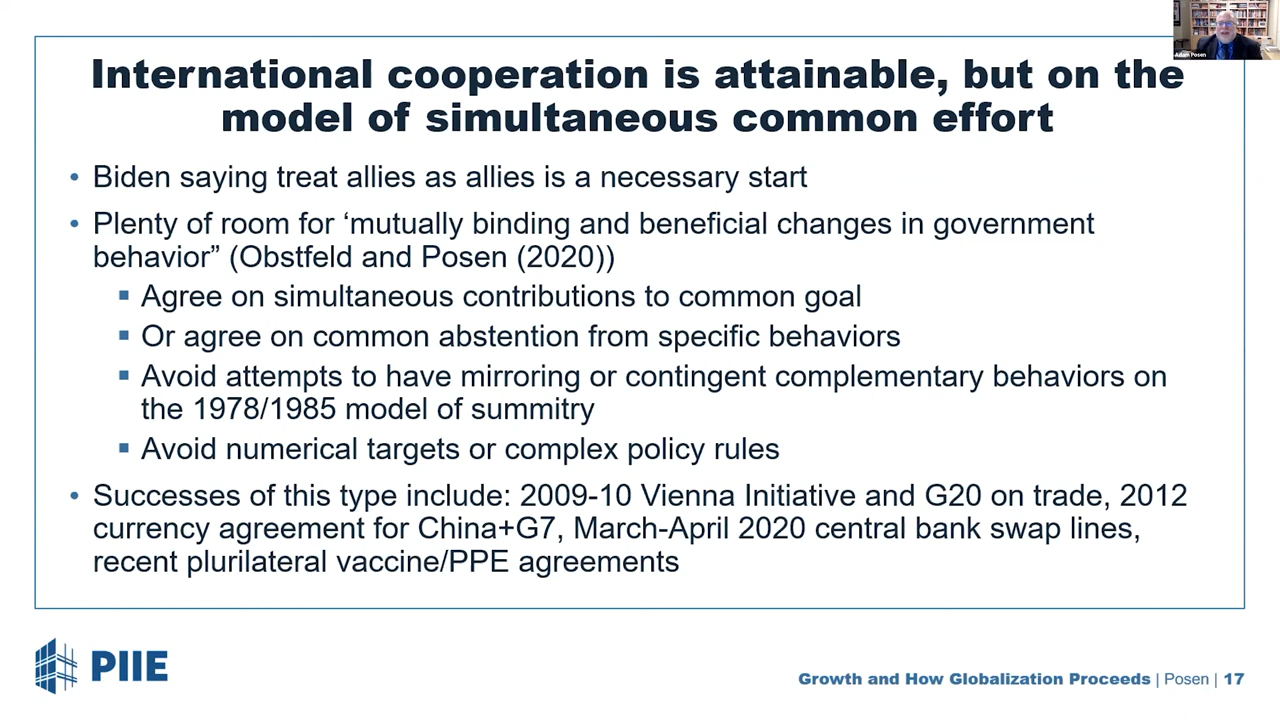 Adam Posen
International cooperation is attainable, but on the
model of simultaneous common effort
• Biden saying treat allies as allies is a necessary start
• Plenty of room for ‘mutually binding and beneficial changes in government
behavior” (Obstfeld and Posen (2020))
▪ Agree on simultaneous contributions to common goal
▪ Or agree on common abstention from specific behaviors
▪ Avoid attempts to have mirroring or contingent complementary behaviors on
the 1978/1985 model of summitry
▪ Avoid numerical targets or complex policy rules
• Successes of this type include: 2009-10 Vienna Initiative and G20 on trade, 2012
currency agreement for China+G7, March-April 2020 central bank swap lines,
recent plurilateral vaccine/PPE agreements
PIIE
Growth and How Globalization Proceeds | Posen | 17